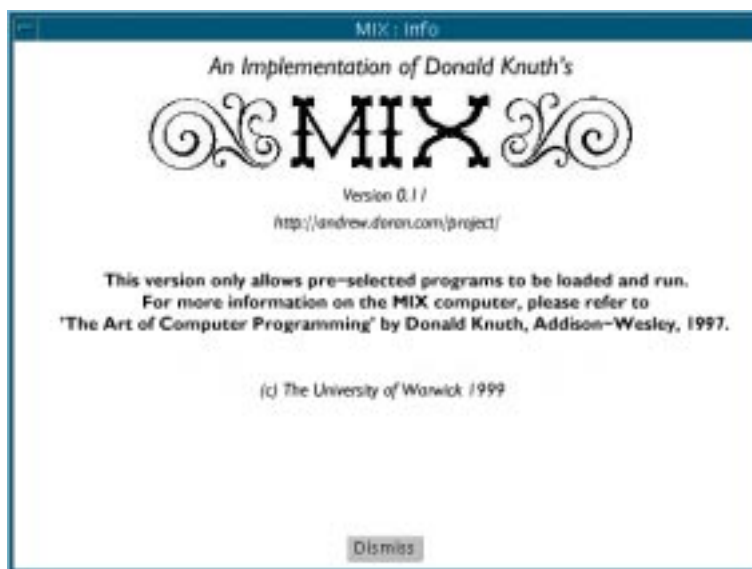 MIX : Info
An Implementation of Donald Knuth's
MIX
Version 0.11
http://andrew.doran.com/project/
This version only allows pre-selected programs to be loaded and run.
For more information on the MIX computer, please refer to
'The Art of Computer Programming' by Donald Knuth, Addison-Wesley, 1997.
(c) The University of Warwick 1999
Dismiss